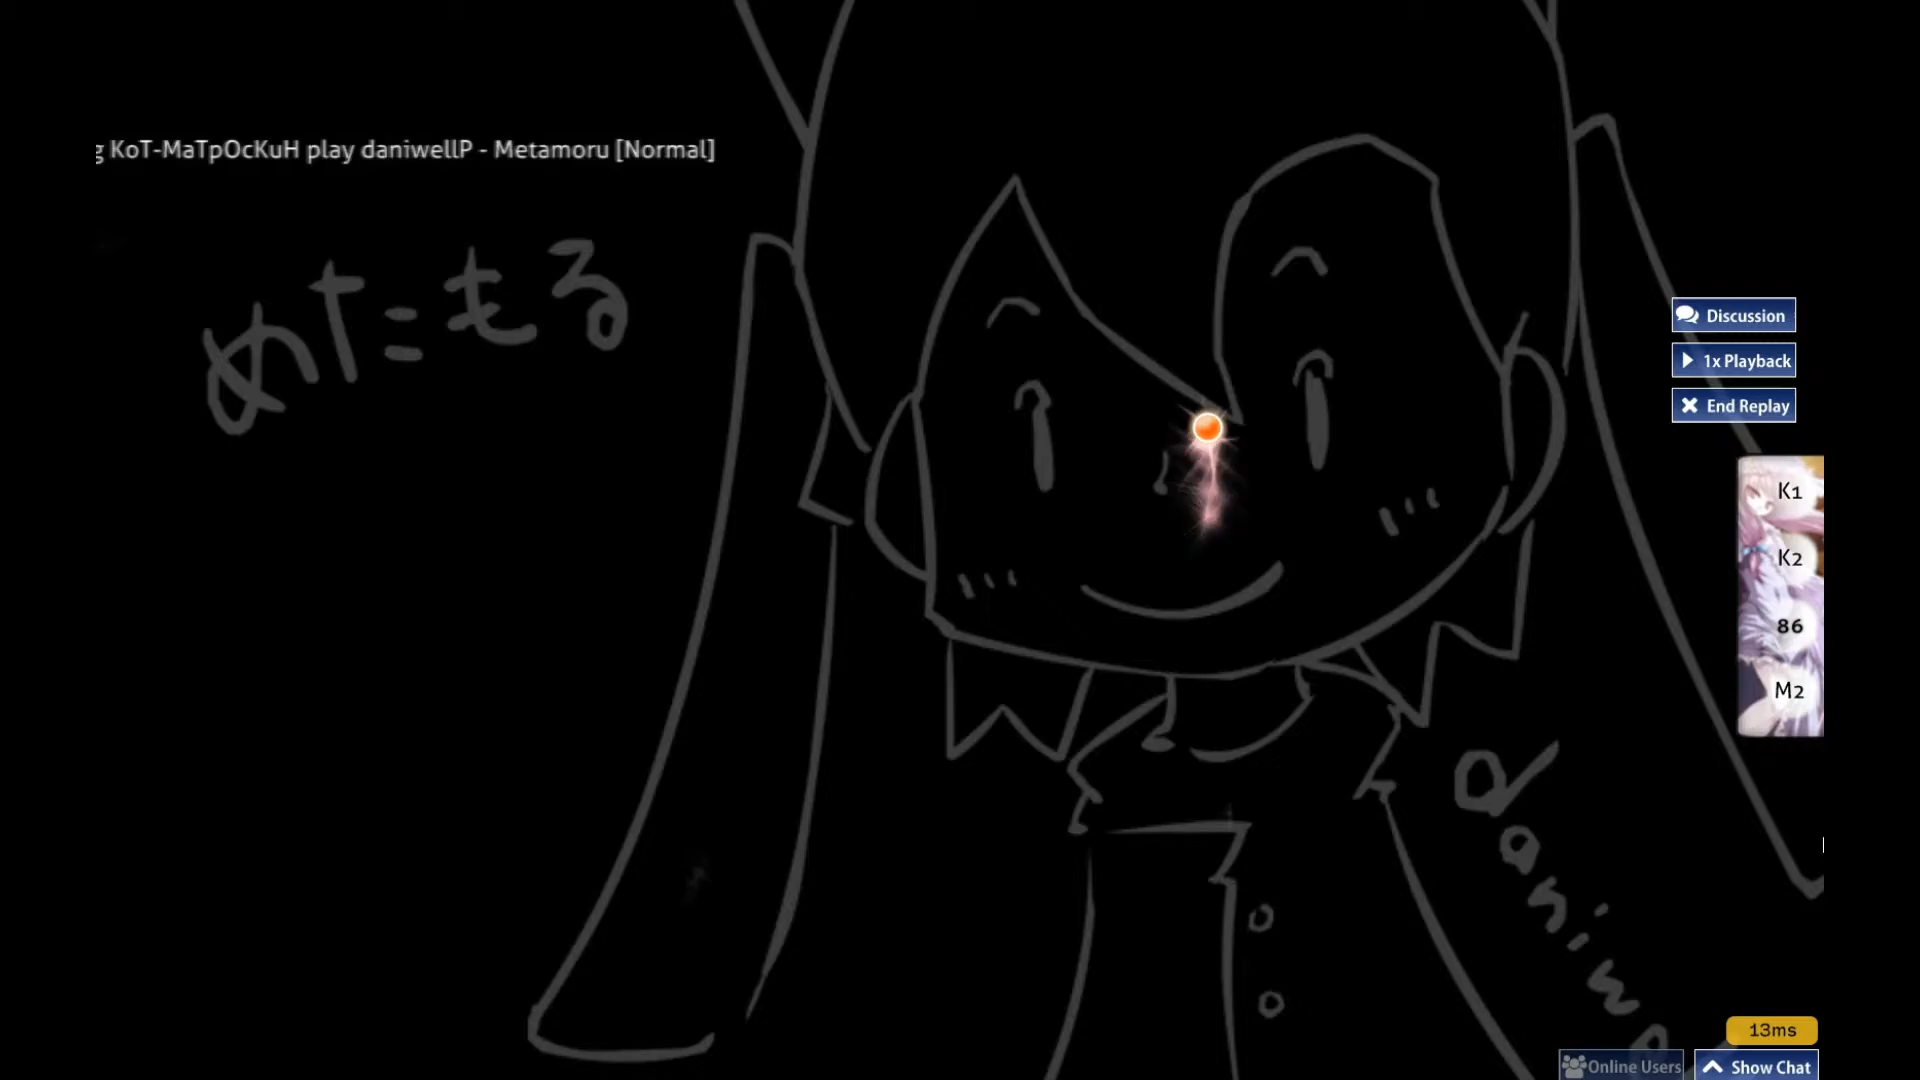 g KoT-MaTpOcKuH play daniwellP - Metamoru [Normal]
めたもる
Discussion
1x Playback
End Replay
K1
K2
86
M2
daniwe
13ms
Online Users
Show Chat